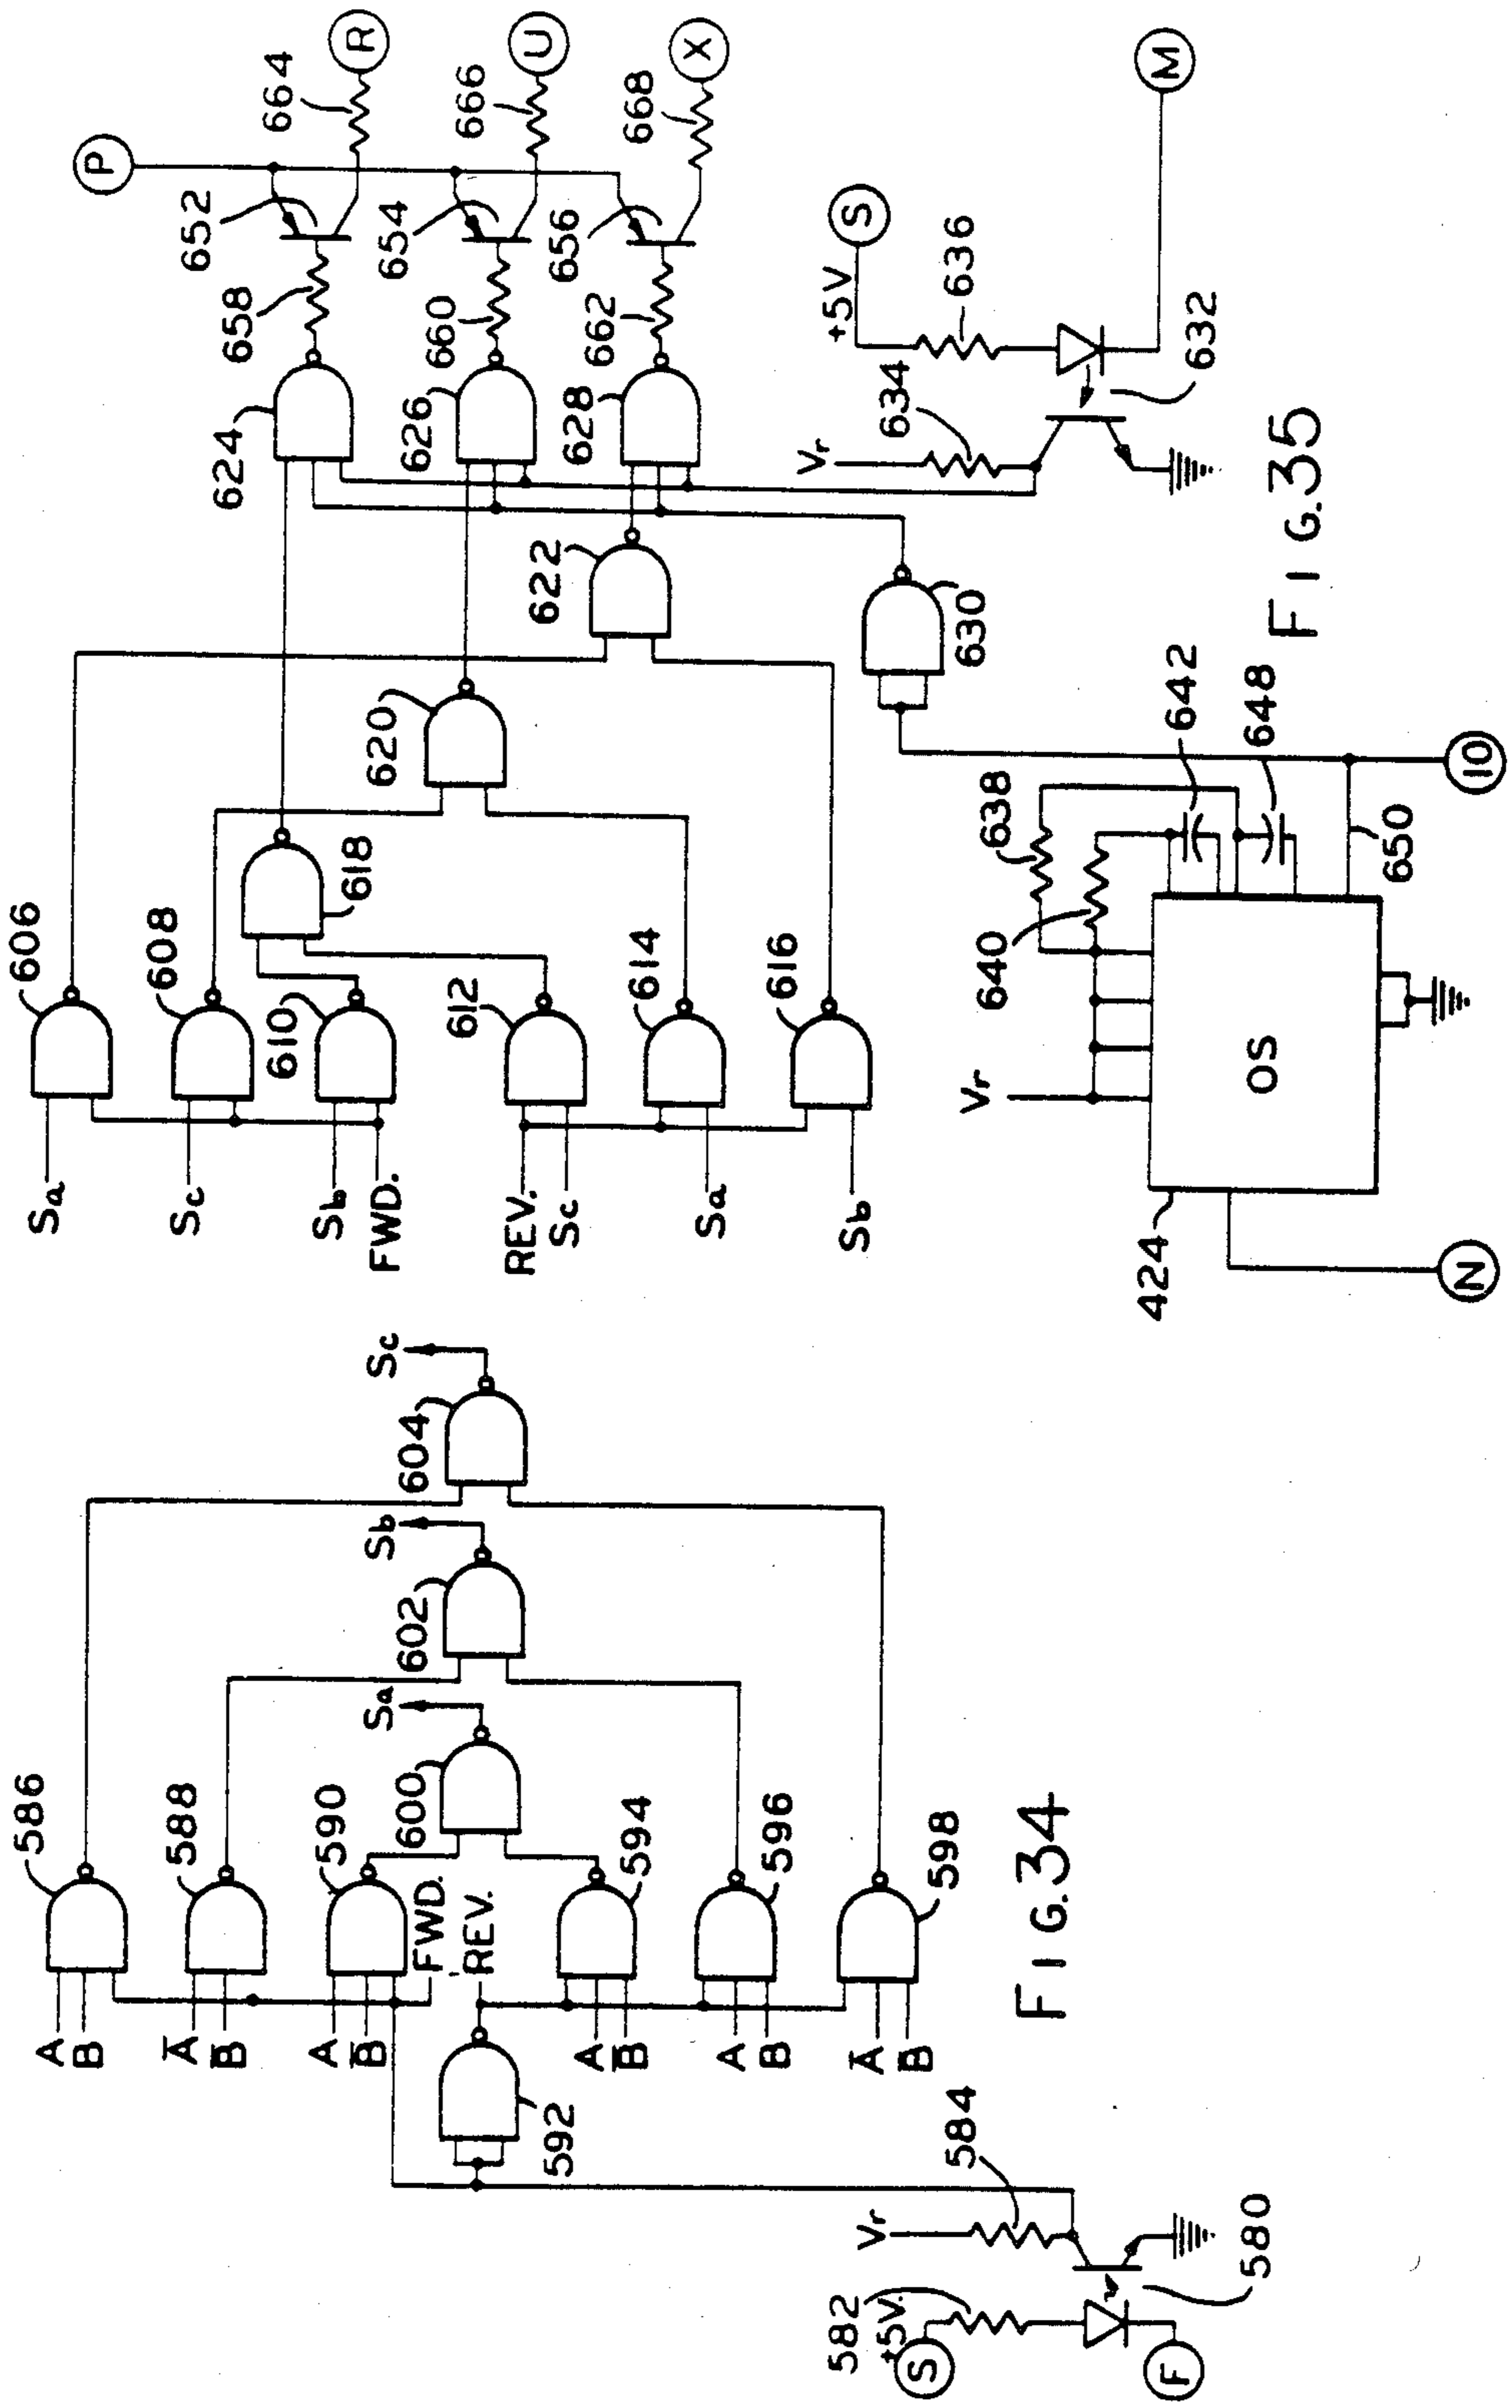 586
A
B
588
A̅
B̅
590
A
B̅
FWD.
REV.
592
594
A
B̅
596
A
B
598
A̅
B
600
Sa
602
Sb
604
Sc
582
+5V.
S
F
584
Vr
580
FIG.34
606
Sa
608
Sc
610
Sb
FWD.
612
REV.
Sc
614
Sa
616
Sb
618
620
622
624
626
628
630
658
660
662
652
654
656
664
666
668
P
R
U
X
+5V
S
636
634
Vr
632
M
424
OS
Vr
640
638
642
648
650
N
10
FIG.35